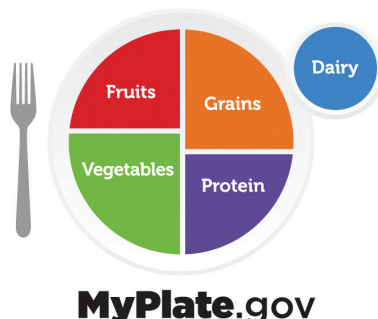 Fruits
Grains
Dairy
Vegetables
Protein
MyPlate.gov